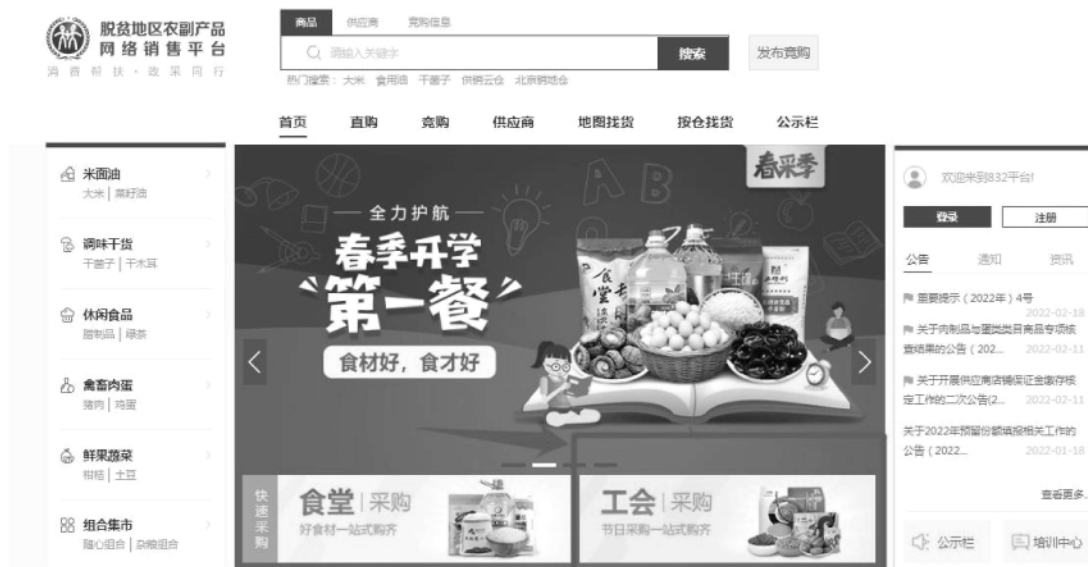 脱贫地区农副产品
网络销售平台
消费帮扶·政采同行
商品 供应商 竞购信息
请输入关键字
搜索
发布竞购
热门搜索：大米 食用油 干菌子 供销云仓 北京销地仓
首页 直购 竞购 供应商 地图找货 按仓找货 公示栏
米面油
大米 | 菜籽油
调味干货
干菌子 | 干木耳
休闲食品
腊制品 | 绿茶
禽畜肉蛋
猪肉 | 鸡蛋
鲜果蔬菜
柑桔 | 土豆
组合集市
随心组合 | 杂粮组合
春采季
全力护航
春季开学
第一餐
食材好，食才好
AB
食堂
快速采购
食堂 | 采购
好食材一站式购齐
工会 | 采购
节日采购一站式购齐
欢迎来到832平台!
登录 注册
公告 通知 资讯
重要提示（2022年）4号
2022-02-18
关于肉制品与蛋类类目商品专项核
查结果的公告（202... 2022-02-11
关于开展供应商店铺保证金缴存核
定工作的二次公告(2... 2022-02-11
关于2022年预留份额填报相关工作的
公告（2022... 2022-01-18
查看更多..
公示栏 培训中心